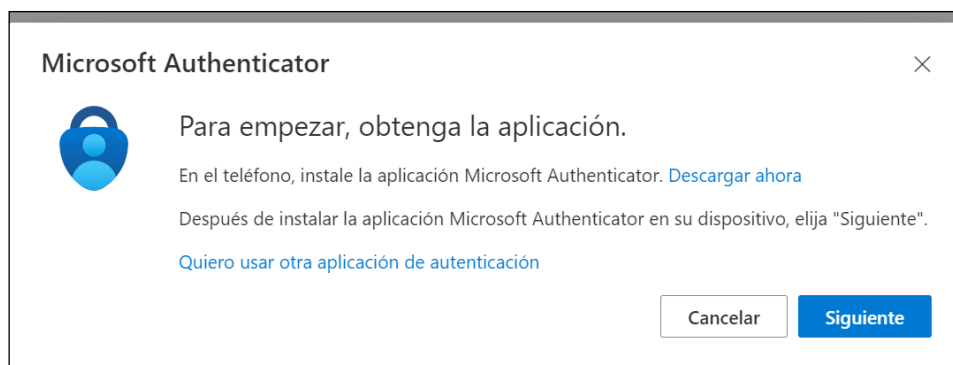 Microsoft Authenticator
Para empezar, obtenga la aplicación.
En el teléfono, instale la aplicación Microsoft Authenticator. Descargar ahora
Después de instalar la aplicación Microsoft Authenticator en su dispositivo, elija "Siguiente".
Quiero usar otra aplicación de autenticación
Cancelar Siguiente